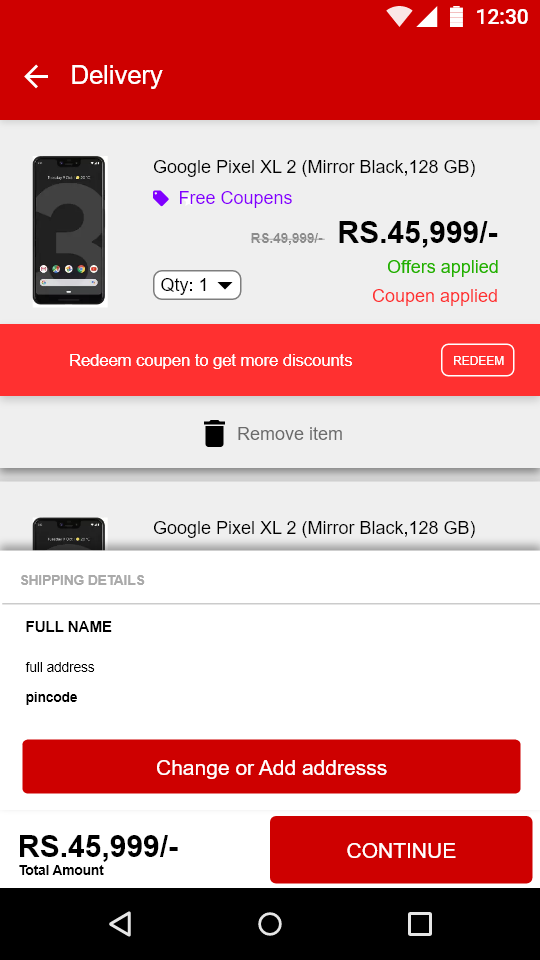 12:30
Delivery
Google Pixel XL 2 (Mirror Black,128 GB)
Free Coupens
RS.49,999/- RS.45,999/-
Offers applied
Qty: 1
Coupen applied
Redeem coupen to get more discounts
REDEEM
Remove item
Google Pixel XL 2 (Mirror Black,128 GB)
SHIPPING DETAILS
FULL NAME
full address
pincode
Change or Add addresss
RS.45,999/-
Total Amount
CONTINUE